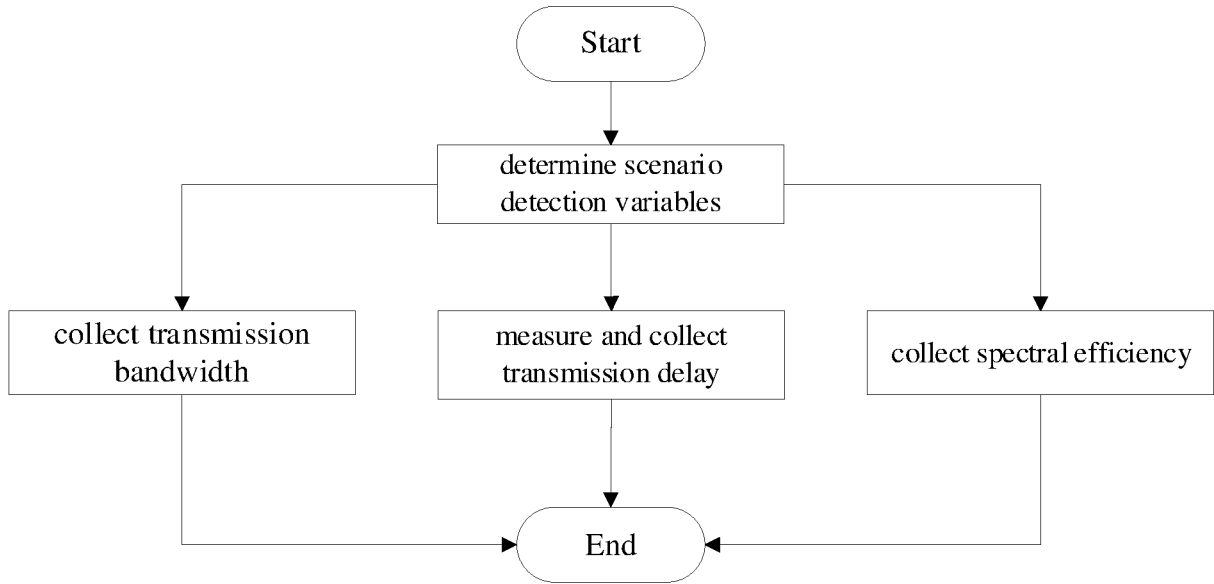 Start
determine scenario
detection variables
collect transmission
bandwidth
measure and collect
transmission delay
collect spectral efficiency
End